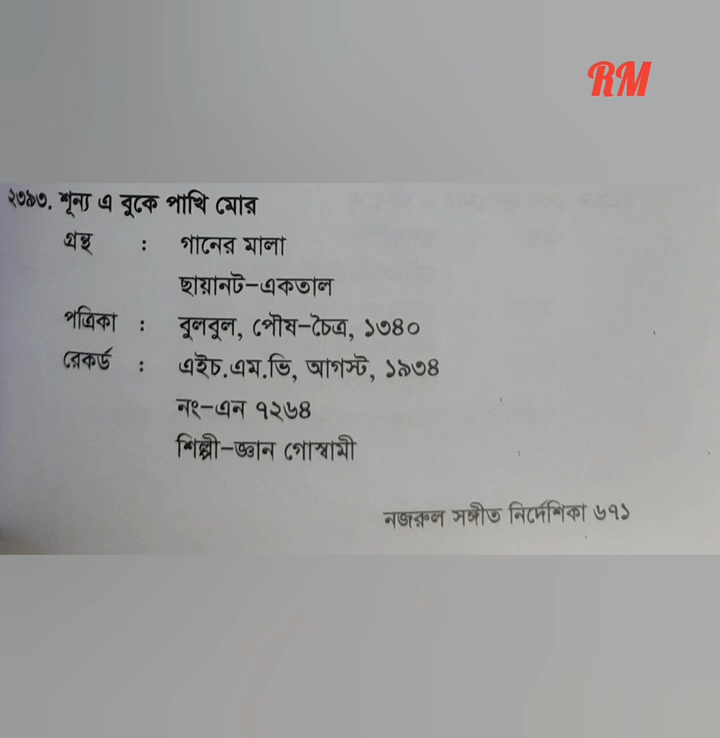 RM
২৩৯৩. শূন্য এ বুকে পাখি মোর
গ্রন্থ : গানের মালা
ছায়ানট-একতাল
পত্রিকা : বুলবুল, পৌষ-চৈত্র, ১৩৪০
রেকর্ড : এইচ.এম.ভি, আগস্ট, ১৯৩৪
নং-এন ৭২৬৪
শিল্পী-জ্ঞান গোস্বামী
নজরুল সঙ্গীত নির্দেশিকা ৬৭১